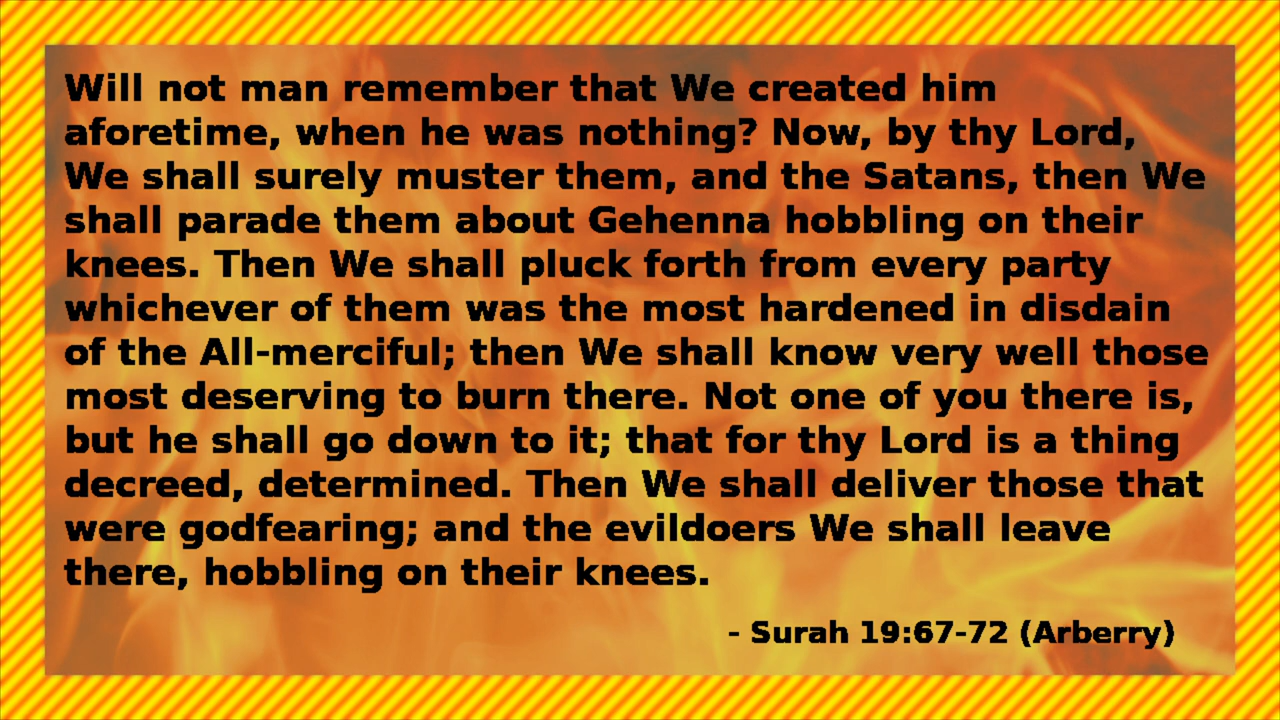 Will not man remember that We created him
aforetime, when he was nothing? Now, by thy Lord,
We shall surely muster them, and the Satans, then We
shall parade them about Gehenna hobbling on their
knees. Then We shall pluck forth from every party
whichever of them was the most hardened in disdain
of the All-merciful; then We shall know very well those
most deserving to burn there. Not one of you there is,
but he shall go down to it; that for thy Lord is a thing
decreed, determined. Then We shall deliver those that
were godfearing; and the evildoers We shall leave
there, hobbling on their knees.
- Surah 19:67-72 (Arberry)